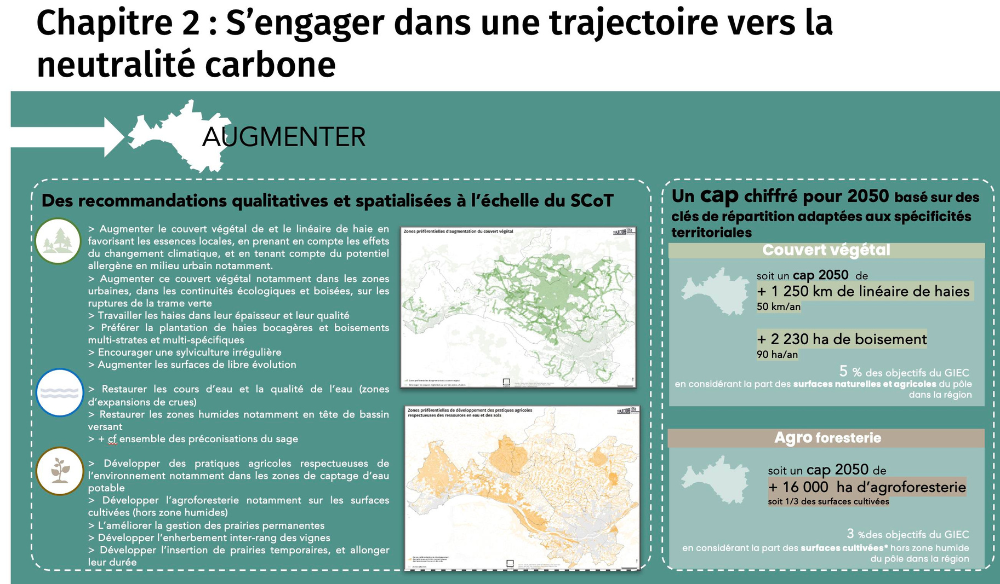 Chapitre 2 : S’engager dans une trajectoire vers la
neutralité carbone
AUGMENTER
Des recommandations qualitatives et spatialisées à l’échelle du SCoT
> Augmenter le couvert végétal de et le linéaire de haie en
favorisant les essences locales, en prenant en compte les effets
du changement climatique, et en tenant compte du potentiel
allergène en milieu urbain notamment.
> Augmenter ce couvert végétal notamment dans les zones
urbaines, dans les continuités écologiques et boisées, sur les
ruptures de la trame verte
> Travailler les haies dans leur épaisseur et leur qualité
> Préférer la plantation de haies bocagères et boisements
multi-strates et multi-spécifiques
> Encourager une sylviculture irrégulière
> Augmenter les surfaces de libre évolution
> Restaurer les cours d’eau et la qualité de l’eau (zones
d’expansions de crues)
> Restaurer les zones humides notamment en tête de bassin
versant
> + cf ensemble des préconisations du sage
> Développer des pratiques agricoles respectueuses de
l’environnement notamment dans les zones de captage d’eau
potable
> Développer l’agroforesterie notamment sur les surfaces
cultivées (hors zone humides)
> L’améliorer la gestion des prairies permanentes
> Développer l’enherbement inter-rang des vignes
> Développer l’insertion de prairies temporaires, et allonger
leur durée
Zones préférentielles d’augmentation du couvert végétal
Zones préférentielles de développement des pratiques agricoles
respectueuses des ressources en eau et des sols
Un cap chiffré pour 2050 basé sur des
clés de répartition adaptées aux spécificités
territoriales
Couvert végétal
soit un cap 2050 de
+ 1 250 km de linéaire de haies
50 km/an
+ 2 230 ha de boisement
90 ha/an
5 % des objectifs du GIEC
en considérant la part des surfaces naturelles et agricoles du pôle
dans la région
Agro foresterie
soit un cap 2050 de
+ 16 000 ha d’agroforesterie
soit 1/3 des surfaces cultivées
3 %des objectifs du GIEC
en considérant la part des surfaces cultivées* hors zone humide
du pôle dans la région